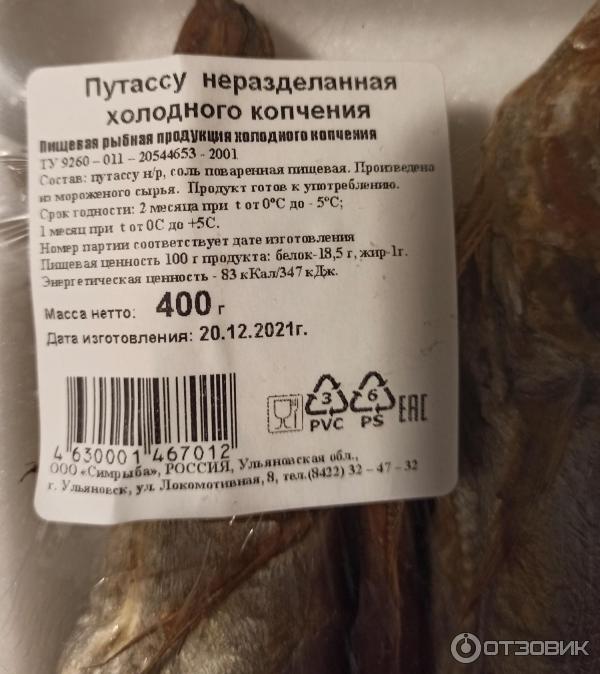 Путассу неразделанная
холодного копчения
Пищевая рыбная продукция холодного копчения
ТУ 9260 – 011 – 20544653 - 2001
Состав: путассу н/р, соль поваренная пищевая. Произведено
из мороженого сырья. Продукт готов к употреблению.
Срок годности: 2 месяца при t от 0°С до - 5°С;
1 месяц при t от 0С до +5С.
Номер партии соответствует дате изготовления
Пищевая ценность 100 г продукта: белок-18,5 г, жир-1г.
Энергетическая ценность - 83 кКал/347 кДж.
Масса нетто: 400 г
Дата изготовления: 20.12.2021г.
3 6
PVC PS EAC
4 630001 467012
ООО «Симрыба», РОССИЯ, Ульяновская обл.,
г. Ульяновск, ул. Локомотивная, 8, тел.(8422) 32 – 47 – 32
ОТЗОВИК